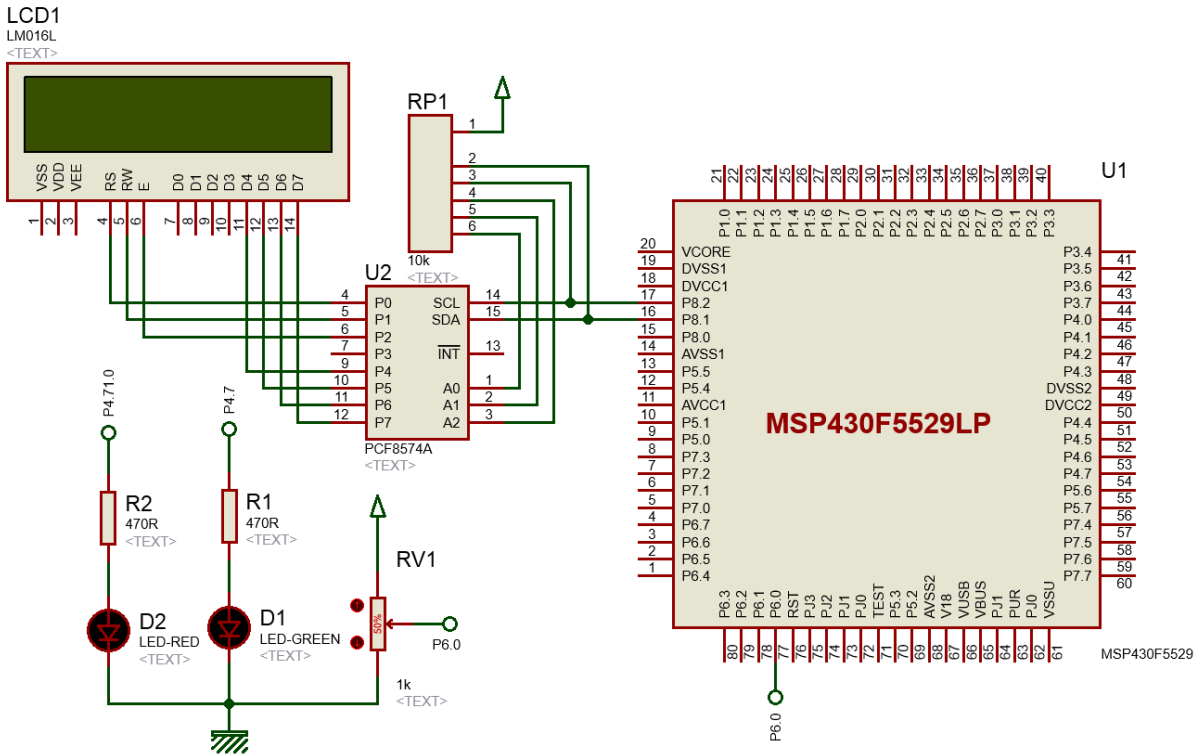 LCD1
LM016L
<TEXT>
VSS VDD VEE RS RW E D0 D1 D2 D3 D4 D5 D6 D7
1 2 3 4 5 6 7 8 9 10 11 12 13 14
RP1
1
2
3
4
5
6
10k
<TEXT>
U2
4 P0 SCL 14
5 P1 SDA 15
6 P2
7 P3 INT 13
9 P4
10 P5 A0 1
11 P6 A1 2
12 P7 A2 3
PCF8574A
<TEXT>
P4.71.0
P4.7
R2
470R
<TEXT>
R1
470R
<TEXT>
D2
LED-RED
<TEXT>
D1
LED-GREEN
<TEXT>
RV1
50%
P6.0
1k
<TEXT>
U1
21 22 23 24 25 26 27 28 29 30 31 32 33 34 35 36 37 38 39 40
P1.0 P1.1 P1.2 P1.3 P1.4 P1.5 P1.6 P1.7 P2.0 P2.1 P2.2 P2.3 P2.4 P2.5 P2.6 P2.7 P3.0 P3.1 P3.2 P3.3
20 VCORE
19 DVSS1
18 DVCC1
17 P8.2
16 P8.1
15 P8.0
14 AVSS1
13 P5.5
12 P5.4
11 AVCC1
10 P5.1
9 P5.0
8 P7.3
7 P7.2
6 P7.1
5 P7.0
4 P6.7
3 P6.6
2 P6.5
1 P6.4
MSP430F5529LP
P3.4 41
P3.5 42
P3.6 43
P3.7 44
P4.0 45
P4.1 46
P4.2 47
P4.3 48
DVSS2 49
DVCC2 50
P4.4 51
P4.5 52
P4.6 53
P4.7 54
P5.6 55
P5.7 56
P7.4 57
P7.5 58
P7.6 59
P7.7 60
P6.3 P6.2 P6.1 P6.0 RST PJ3 PJ2 PJ1 PJ0 TEST P5.3 P5.2 AVSS2 V18 VUSB VBUS PJ1 PUR PJ0 VSSU
80 79 78 77 76 75 74 73 72 71 70 69 68 67 66 65 64 63 62 61
MSP430F5529
P6.0